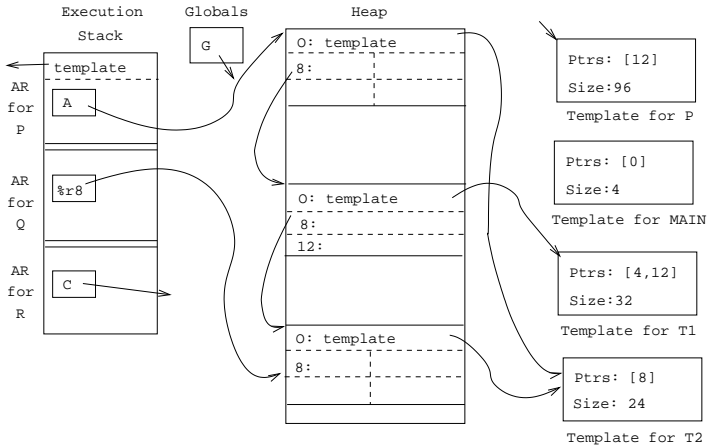 Execution
Stack
Globals
Heap
template
AR
for
P
A
AR
for
Q
%r8
AR
for
R
C
G
O: template
8:
O: template
8:
12:
O: template
8:
Ptrs: [12]
Size:96
Template for P
Ptrs: [0]
Size:4
Template for MAIN
Ptrs: [4,12]
Size:32
Template for T1
Ptrs: [8]
Size: 24
Template for T2